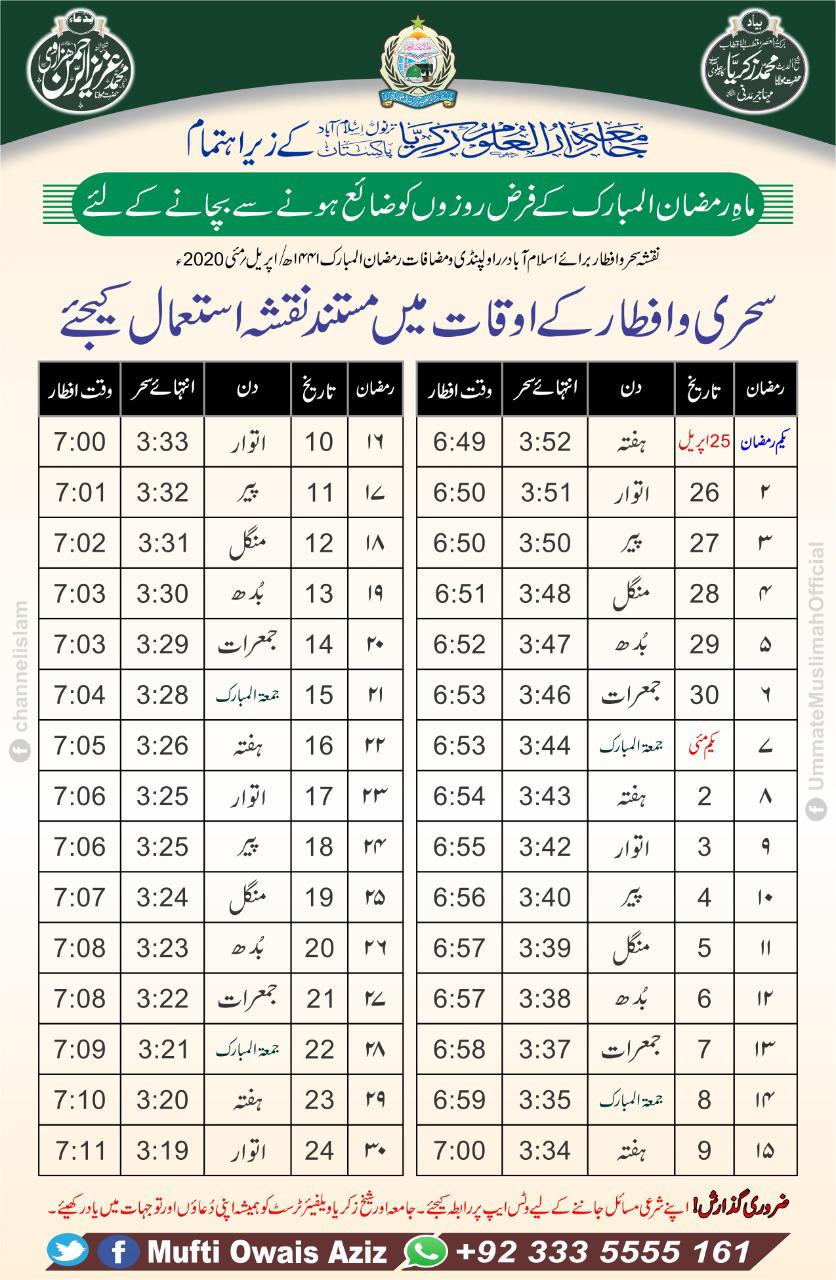 بدعاء
محمد عزیز الرحمن ہزاروی
بیاد
محمد زکریا
مہاجر مدنی
جامعہ دار العلوم زکریا ترنول اسلام آباد پاکستان کے زیر اہتمام
ماہِ رمضان المبارک کے فرض روزوں کو ضائع ہونے سے بچانے کے لئے
نقشہ سحر و افطار برائے اسلام آباد/راولپنڈی و مضافات رمضان المبارک ۱۴۴۱ھ/اپریل/مئی 2020ء
سحری و افطار کے اوقات میں مستند نقشہ استعمال کیجئے
رمضان تاریخ دن انتہائے سحر وقت افطار
یکم رمضان 25 اپریل ہفتہ 3:52 6:49
۲ 26 اتوار 3:51 6:50
۳ 27 پیر 3:50 6:50
۴ 28 منگل 3:48 6:51
۵ 29 بُدھ 3:47 6:52
۶ 30 جمعرات 3:46 6:53
۷ یکم مئی جمعۃ المبارک 3:44 6:53
۸ 2 ہفتہ 3:43 6:54
۹ 3 اتوار 3:42 6:55
۱۰ 4 پیر 3:40 6:56
۱۱ 5 منگل 3:39 6:57
۱۲ 6 بُدھ 3:38 6:57
۱۳ 7 جمعرات 3:37 6:58
۱۴ 8 جمعۃ المبارک 3:35 6:59
۱۵ 9 ہفتہ 3:34 7:00
رمضان تاریخ دن انتہائے سحر وقت افطار
۱۶ 10 اتوار 3:33 7:00
۱۷ 11 پیر 3:32 7:01
۱۸ 12 منگل 3:31 7:02
۱۹ 13 بُدھ 3:30 7:03
۲۰ 14 جمعرات 3:29 7:03
۲۱ 15 جمعۃ المبارک 3:28 7:04
۲۲ 16 ہفتہ 3:26 7:05
۲۳ 17 اتوار 3:25 7:06
۲۴ 18 پیر 3:25 7:06
۲۵ 19 منگل 3:24 7:07
۲۶ 20 بُدھ 3:23 7:08
۲۷ 21 جمعرات 3:22 7:08
۲۸ 22 جمعۃ المبارک 3:21 7:09
۲۹ 23 ہفتہ 3:20 7:10
۳۰ 24 اتوار 3:19 7:11
channelislam
UmmateMuslimahOfficial
ضروری گذارش! اپنے شرعی مسائل جاننے کے لیے وٹس ایپ پر رابطہ کیجئے۔ جامعہ اور شیخ زکریا ویلفیئر ٹرسٹ کو ہمیشہ اپنی دُعاؤں اور توجہات میں یاد رکھیئے۔
Mufti Owais Aziz +92 333 5555 161